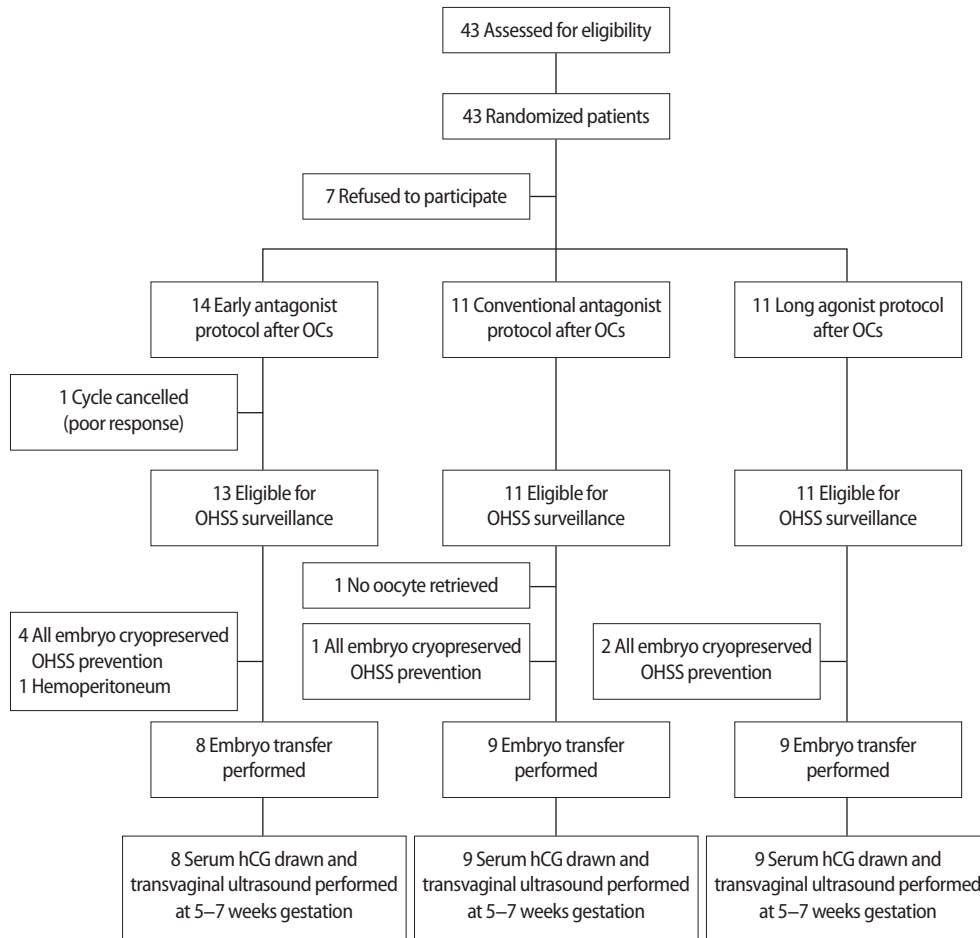 43 Assessed for eligibility
43 Randomized patients
7 Refused to participate
14 Early antagonist
protocol after OCs
11 Conventional antagonist
protocol after OCs
11 Long agonist protocol
after OCs
1 Cycle cancelled
(poor response)
13 Eligible for
OHSS surveillance
11 Eligible for
OHSS surveillance
11 Eligible for
OHSS surveillance
1 No oocyte retrieved
4 All embryo cryopreserved
OHSS prevention
1 Hemoperitoneum
1 All embryo cryopreserved
OHSS prevention
2 All embryo cryopreserved
OHSS prevention
8 Embryo transfer
performed
9 Embryo transfer
performed
9 Embryo transfer
performed
8 Serum hCG drawn and
transvaginal ultrasound performed
at 5–7 weeks gestation
9 Serum hCG drawn and
transvaginal ultrasound performed
at 5–7 weeks gestation
9 Serum hCG drawn and
transvaginal ultrasound performed
at 5–7 weeks gestation